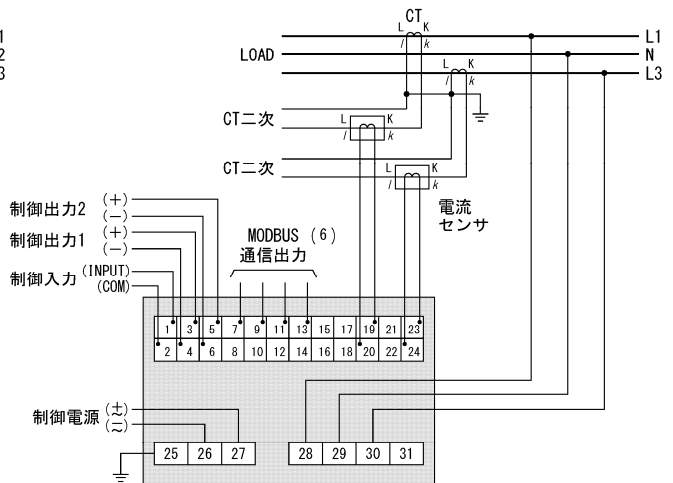 CT
L K
l k
1
2
3
LOAD
L1
N
L3
L K
l k
CT二次
L K
l k
CT二次
L K
l k
電流
センサ
制御出力2 (+)
(−)
制御出力1 (+)
(−)
MODBUS (6)
通信出力
制御入力 (INPUT)
(COM)
1 3 5 7 9 11 13 15 17 19 21 23
2 4 6 8 10 12 14 16 18 20 22 24
制御電源 (±)
(≂)
25 26 27 28 29 30 31